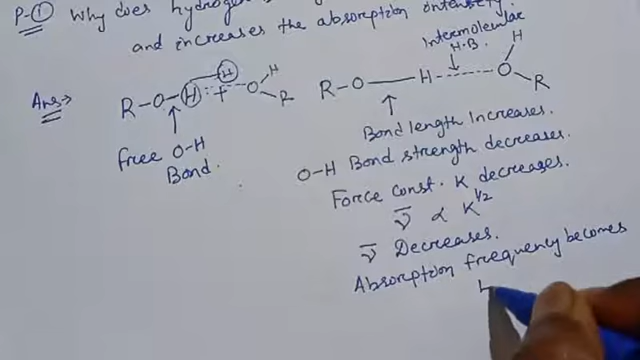 P-① Why does hydrogen
and increases the absorption intensity.
Ans:→
R-O-H + O H R
Free O-H
Bond.
Intermolecular
H.B.
R-O H O H R
Bond length Increases.
O-H Bond strength decreases.
Force const. K decreases.
ν̅ ∝ K^1/2
ν̅ Decreases.
Absorption frequency becomes